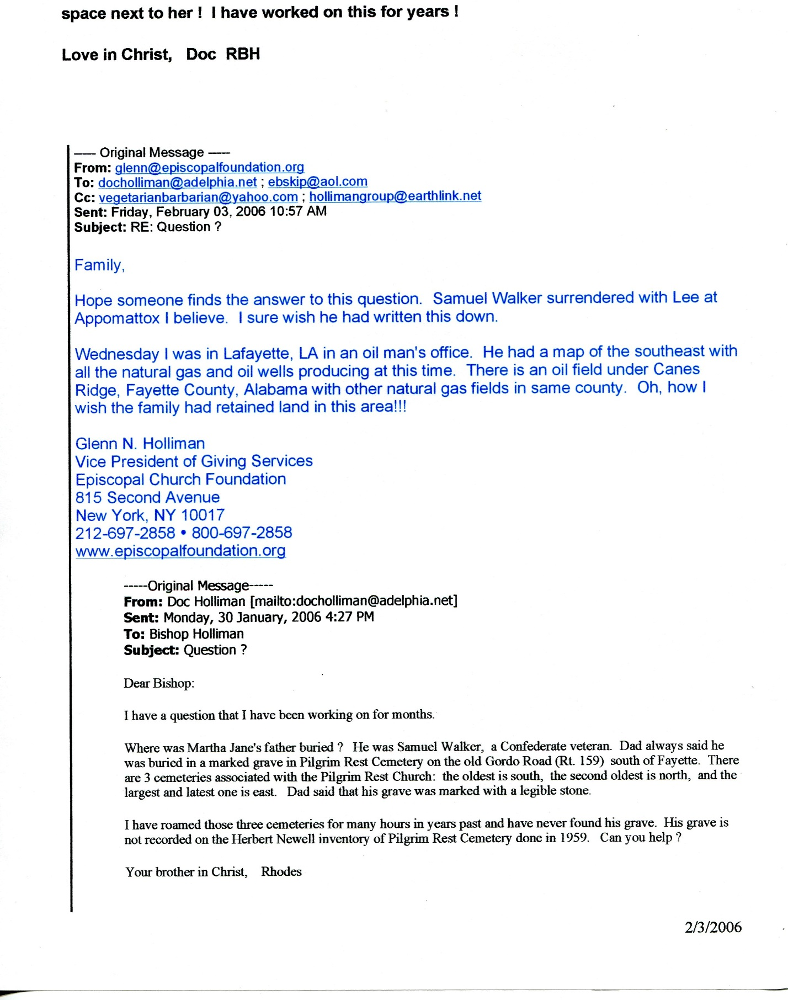 space next to her !  I have worked on this for years !
Love in Christ,   Doc  RBH
----- Original Message -----
From: glenn@episcopalfoundation.org
To: docholliman@adelphia.net ; ebskip@aol.com
Cc: vegetarianbarbarian@yahoo.com ; hollimangroup@earthlink.net
Sent: Friday, February 03, 2006 10:57 AM
Subject: RE: Question ?
Family,
Hope someone finds the answer to this question.  Samuel Walker surrendered with Lee at
Appomattox I believe.  I sure wish he had written this down.
Wednesday I was in Lafayette, LA in an oil man's office.  He had a map of the southeast with
all the natural gas and oil wells producing at this time.  There is an oil field under Canes
Ridge, Fayette County, Alabama with other natural gas fields in same county.  Oh, how I
wish the family had retained land in this area!!!
Glenn N. Holliman
Vice President of Giving Services
Episcopal Church Foundation
815 Second Avenue
New York, NY 10017
212-697-2858 • 800-697-2858
www.episcopalfoundation.org
-----Original Message-----
From: Doc Holliman [mailto:docholliman@adelphia.net]
Sent: Monday, 30 January, 2006 4:27 PM
To: Bishop Holliman
Subject: Question ?
Dear Bishop:
I have a question that I have been working on for months.
Where was Martha Jane's father buried ?   He was Samuel Walker,  a Confederate veteran.  Dad always said he
was buried in a marked grave in Pilgrim Rest Cemetery on the old Gordo Road (Rt. 159)  south of Fayette.  There
are 3 cemeteries associated with the Pilgrim Rest Church:  the oldest is south,  the second oldest is north,  and the
largest and latest one is east.   Dad said that his grave was marked with a legible stone.
I have roamed those three cemeteries for many hours in years past and have never found his grave.  His grave is
not recorded on the Herbert Newell inventory of Pilgrim Rest Cemetery done in 1959.   Can you help ?
Your brother in Christ,    Rhodes
2/3/2006